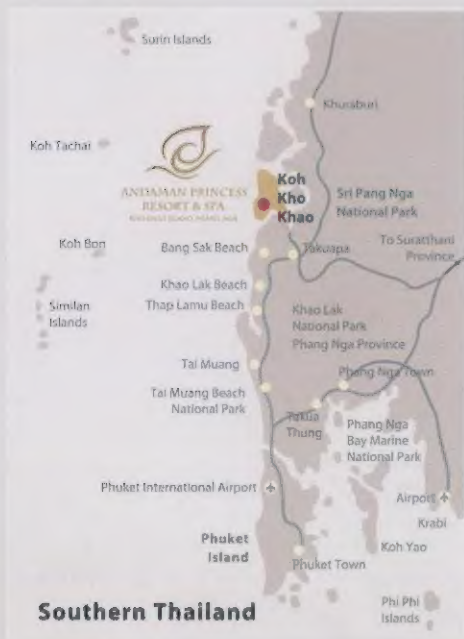 Surin Islands
Khuraburi
Koh Tachai
ANDAMAN PRINCESS
RESORT & SPA
Koh
Kho
Khao
Sri Pang Nga
National Park
To Suratthani
Province
Koh Bon
Bang Sak Beach
Takuapa
Khao Lak Beach
Thap Lamu Beach
Similan
Islands
Khao Lak
National Park
Phang Nga Province
Tai Muang
Phang Nga Town
Tai Muang Beach
National Park
Takua
Thung
Phang Nga
Bay Marine
National Park
Phuket International Airport
Airport
Krabi
Phuket
Island
Koh Yao
Phuket Town
Phi Phi
Islands
Southern Thailand